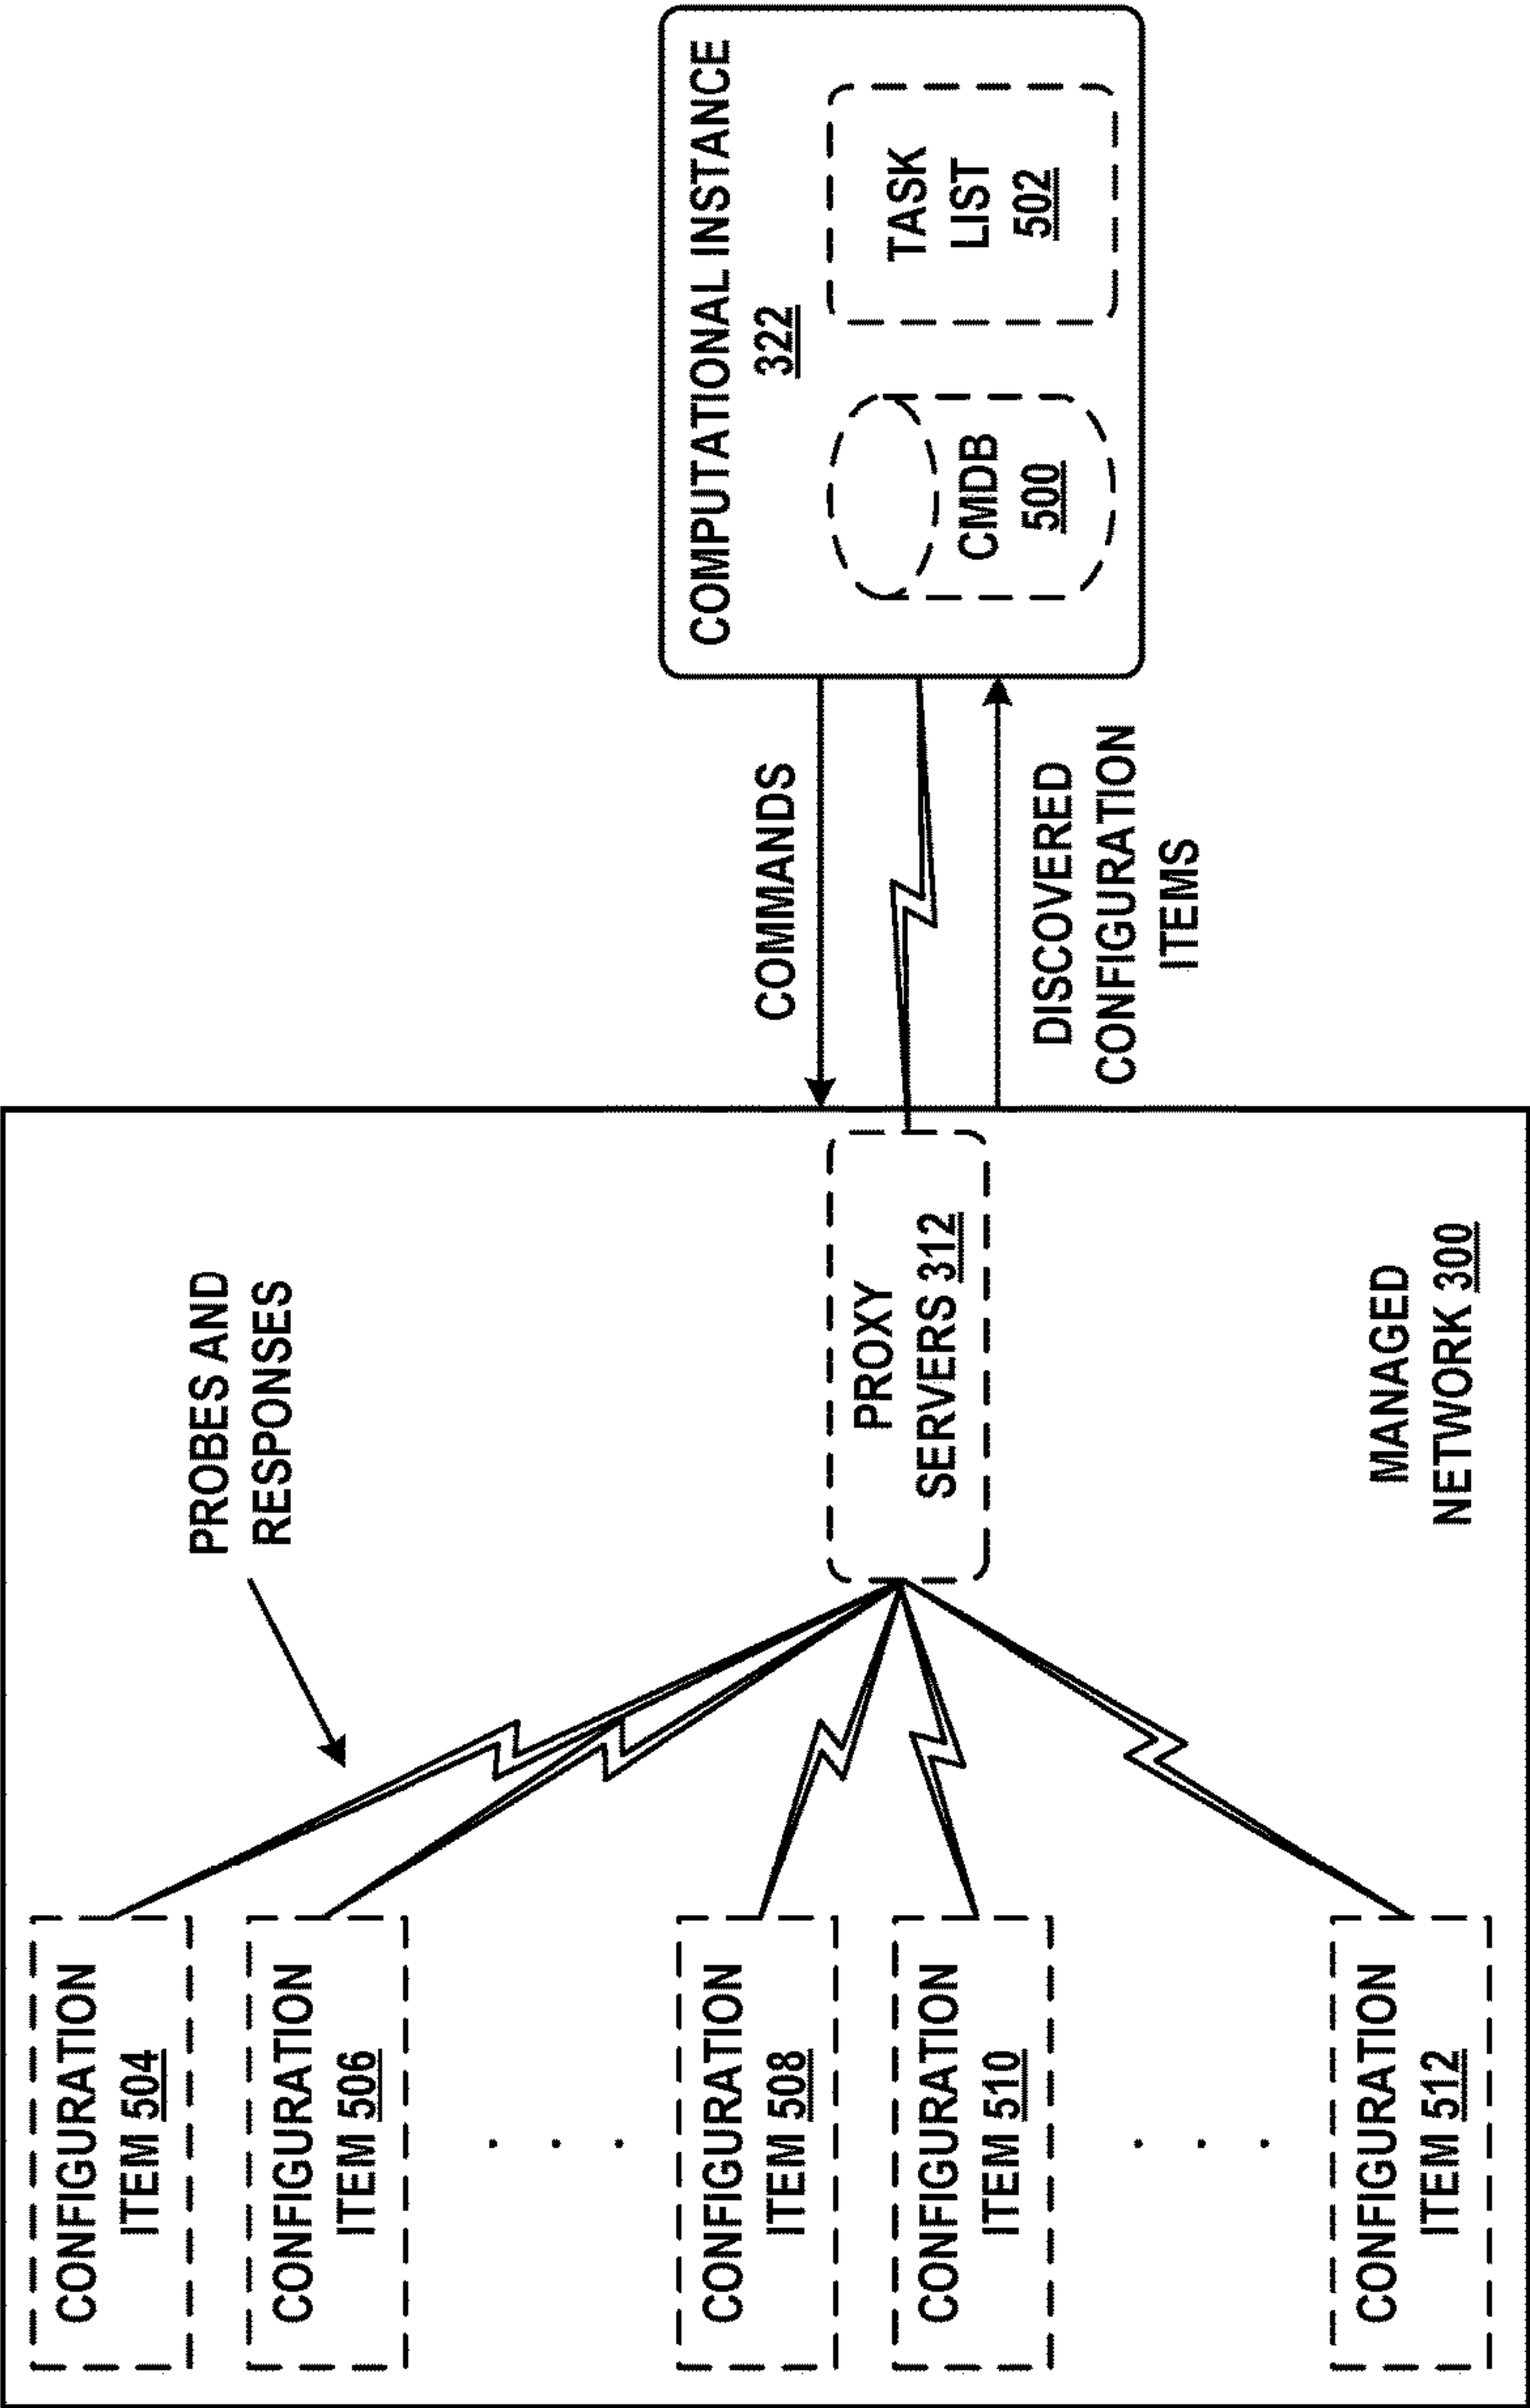 CONFIGURATION
ITEM 504
CONFIGURATION
ITEM 506
. . .
CONFIGURATION
ITEM 508
CONFIGURATION
ITEM 510
. . .
CONFIGURATION
ITEM 512
PROBES AND
RESPONSES
PROXY
SERVERS 312
MANAGED
NETWORK 300
COMMANDS
DISCOVERED
CONFIGURATION
ITEMS
COMPUTATIONAL INSTANCE
322
CMDB
500
TASK
LIST
502